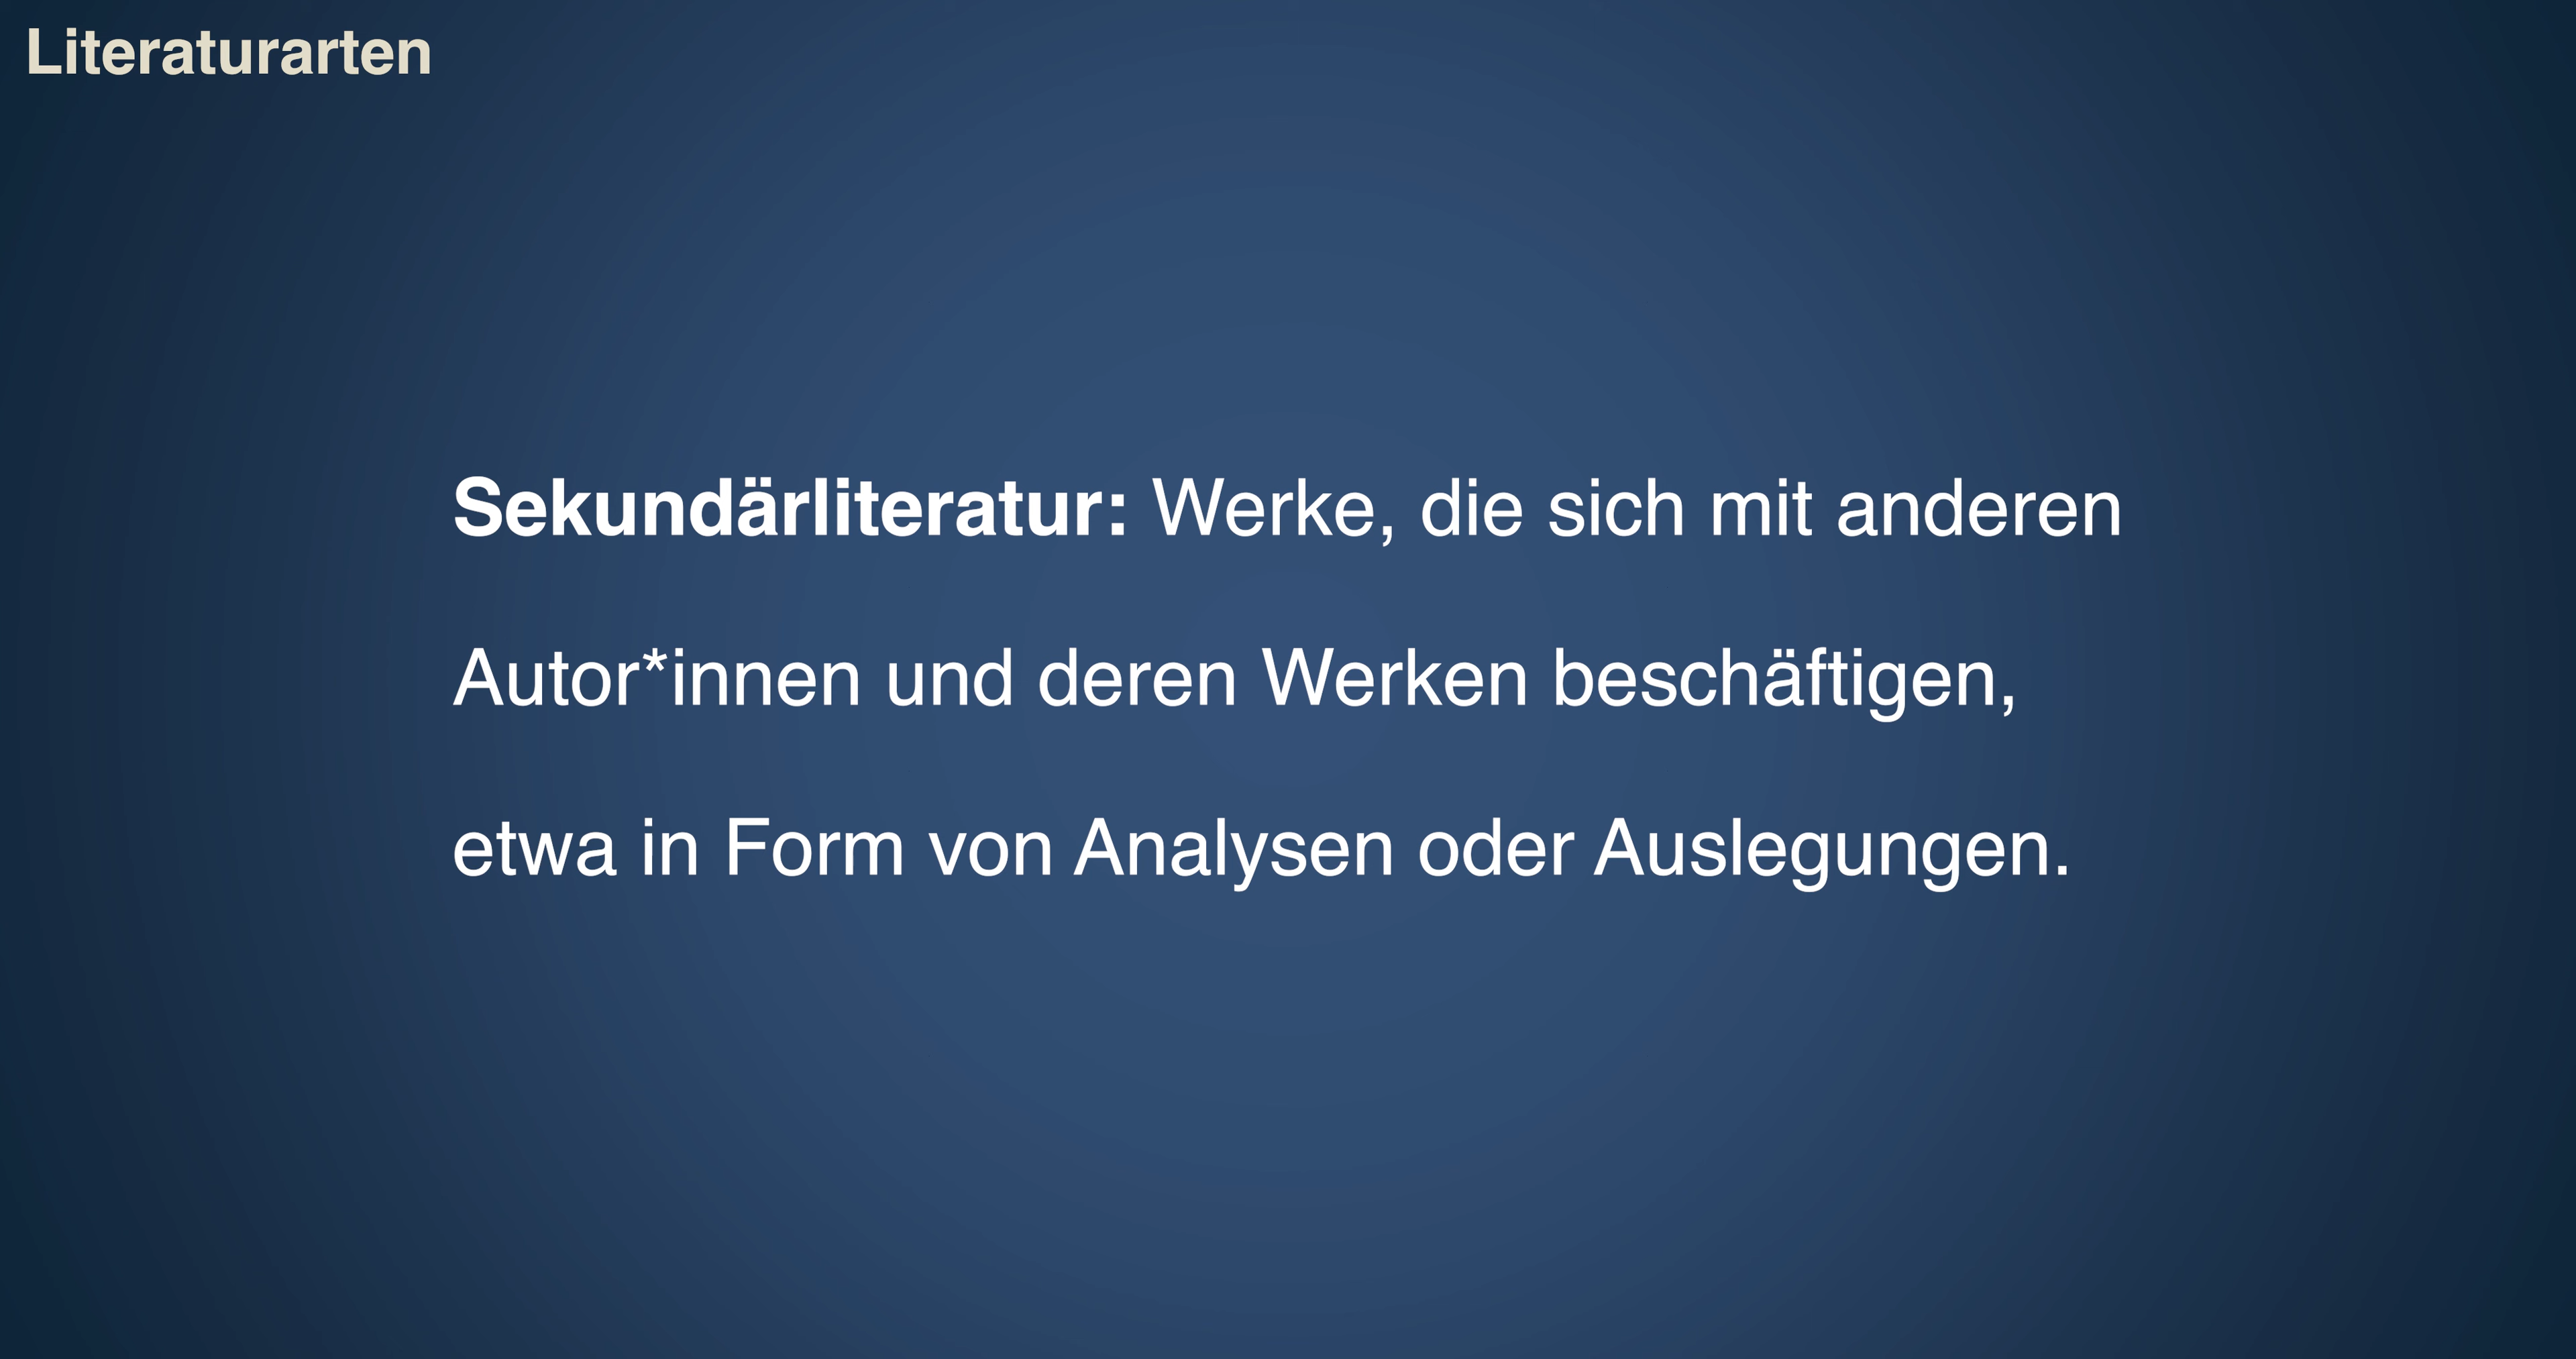 Literaturarten
Sekundärliteratur: Werke, die sich mit anderen
Autor*innen und deren Werken beschäftigen,
etwa in Form von Analysen oder Auslegungen.